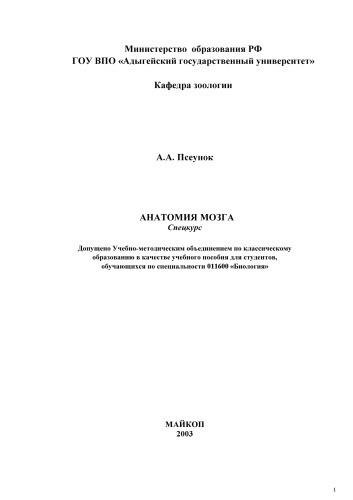 Министерство образования РФ
ГОУ ВПО «Адыгейский государственный университет»
Кафедра зоологии
А.А. Псеунок
АНАТОМИЯ МОЗГА
Спецкурс
Допущено Учебно-методическим объединением по классическому
образованию в качестве учебного пособия для студентов,
обучающихся по специальности 011600 «Биология»
МАЙКОП
2003
1